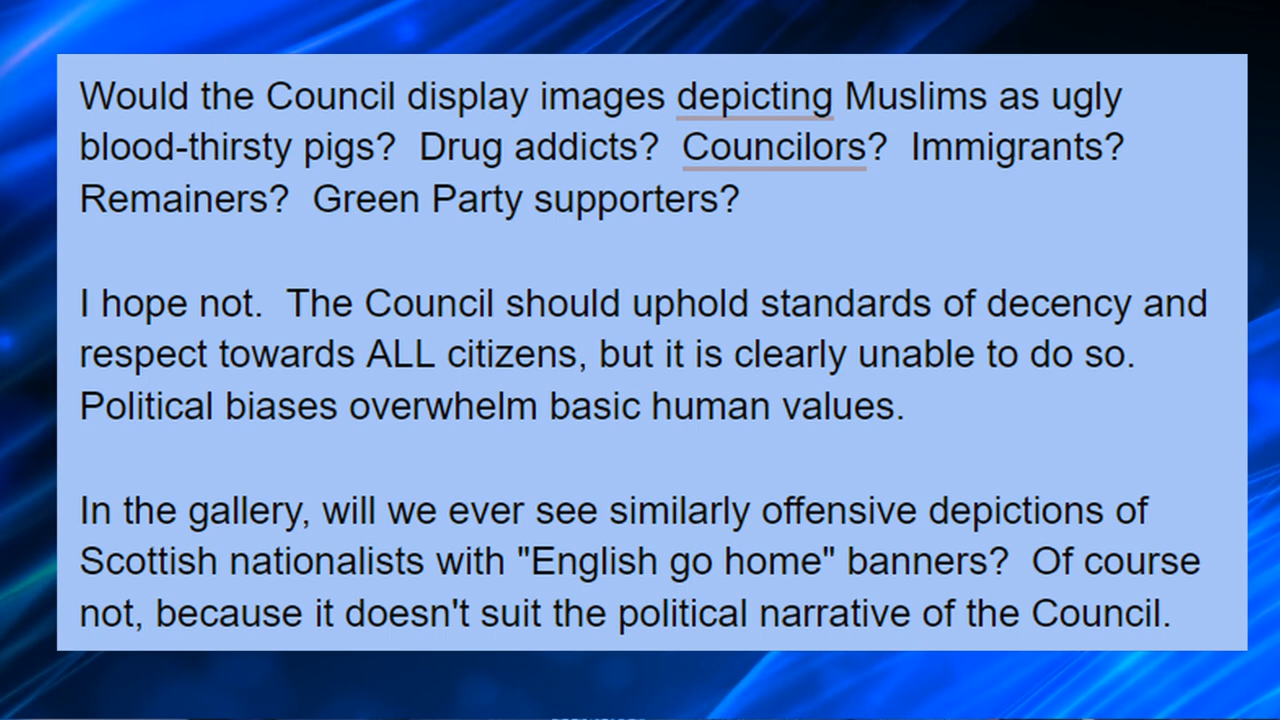 Would the Council display images depicting Muslims as ugly
blood-thirsty pigs?  Drug addicts?  Councilors?  Immigrants?
Remainers?  Green Party supporters?
I hope not.  The Council should uphold standards of decency and
respect towards ALL citizens, but it is clearly unable to do so.
Political biases overwhelm basic human values.
In the gallery, will we ever see similarly offensive depictions of
Scottish nationalists with "English go home" banners?  Of course
not, because it doesn't suit the political narrative of the Council.